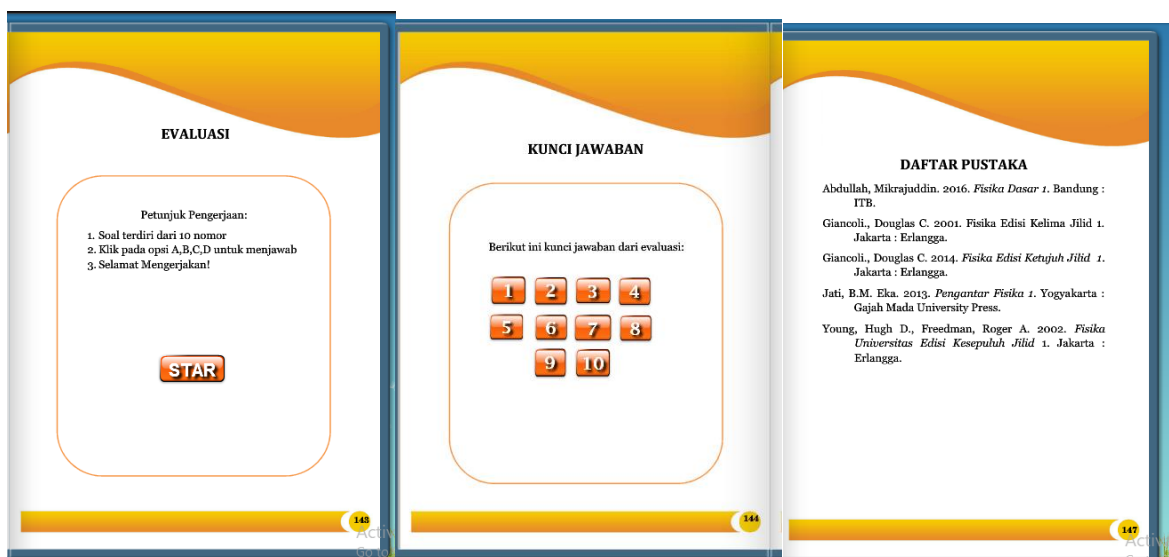 EVALUASI
Petunjuk Pengerjaan:
1. Soal terdiri dari 10 nomor
2. Klik pada opsi A,B,C,D untuk menjawab
3. Selamat Mengerjakan!
STAR
143
Activ
Go to
KUNCI JAWABAN
Berikut ini kunci jawaban dari evaluasi:
1 2 3 4
5 6 7 8
9 10
144
DAFTAR PUSTAKA
Abdullah, Mikrajuddin. 2016. Fisika Dasar 1. Bandung :
ITB.
Giancoli., Douglas C. 2001. Fisika Edisi Kelima Jilid 1.
Jakarta : Erlangga.
Giancoli., Douglas C. 2014. Fisika Edisi Ketujuh Jilid 1.
Jakarta : Erlangga.
Jati, B.M. Eka. 2013. Pengantar Fisika 1. Yogyakarta :
Gajah Mada University Press.
Young, Hugh D., Freedman, Roger A. 2002. Fisika
Universitas Edisi Kesepuluh Jilid 1. Jakarta :
Erlangga.
147
Activ